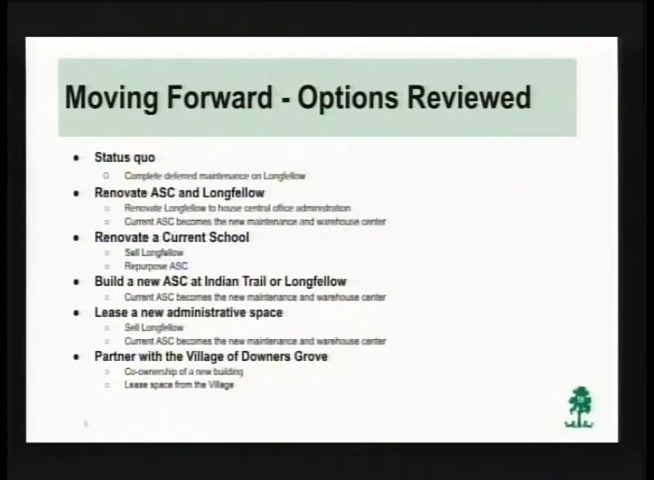 Moving Forward - Options Reviewed
• Status quo
o Complete deferred maintenance on Longfellow
• Renovate ASC and Longfellow
o Renovate Longfellow to house central office administration
o Current ASC becomes the new maintenance and warehouse center
• Renovate a Current School
o Sell Longfellow
o Repurpose ASC
• Build a new ASC at Indian Trail or Longfellow
o Current ASC becomes the new maintenance and warehouse center
• Lease a new administrative space
o Sell Longfellow
o Current ASC becomes the new maintenance and warehouse center
• Partner with the Village of Downers Grove
o Co-ownership of a new building
o Lease space from the Village